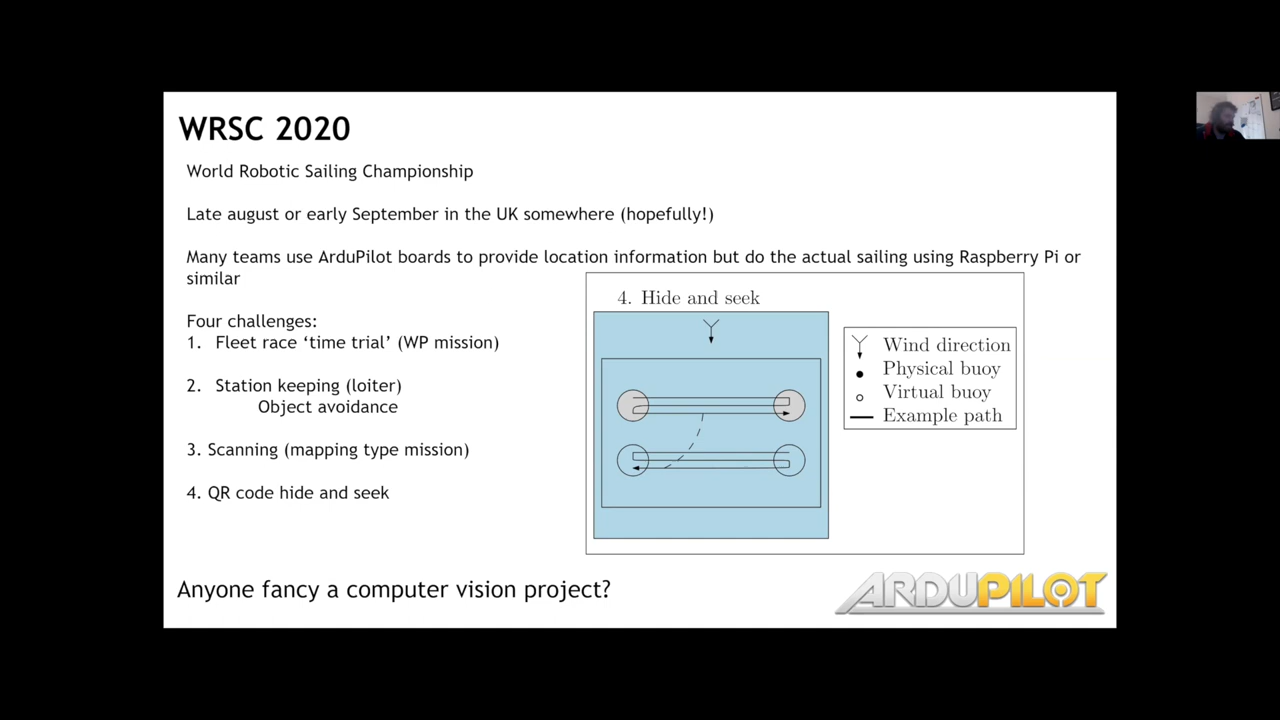 WRSC 2020
World Robotic Sailing Championship
Late august or early September in the UK somewhere (hopefully!)
Many teams use ArduPilot boards to provide location information but do the actual sailing using Raspberry Pi or
similar
Four challenges:
1. Fleet race ‘time trial’ (WP mission)
2. Station keeping (loiter)
Object avoidance
3. Scanning (mapping type mission)
4. QR code hide and seek
4. Hide and seek
Wind direction
Physical buoy
Virtual buoy
Example path
Anyone fancy a computer vision project?
ARDUPILOT